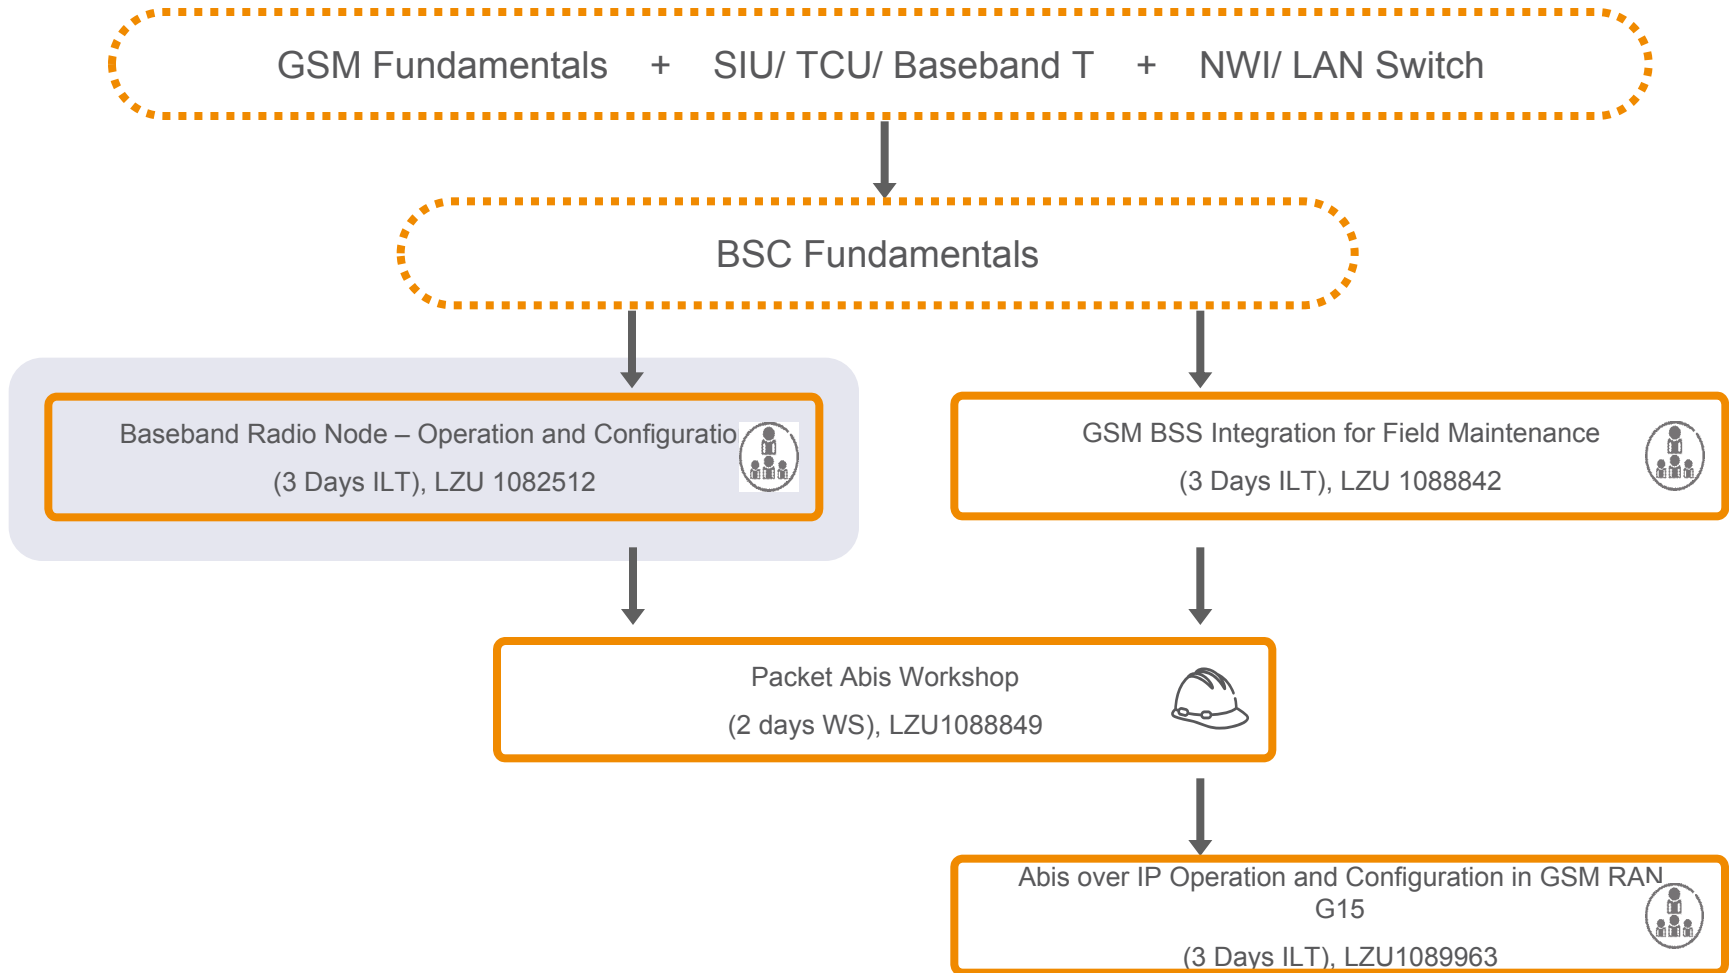 GSM Fundamentals + SIU/ TCU/ Baseband T + NWI/ LAN Switch
BSC Fundamentals
Baseband Radio Node – Operation and Configuratio
(3 Days ILT), LZU 1082512
GSM BSS Integration for Field Maintenance
(3 Days ILT), LZU 1088842
Packet Abis Workshop
(2 days WS), LZU1088849
Abis over IP Operation and Configuration in GSM RAN
G15
(3 Days ILT), LZU1089963